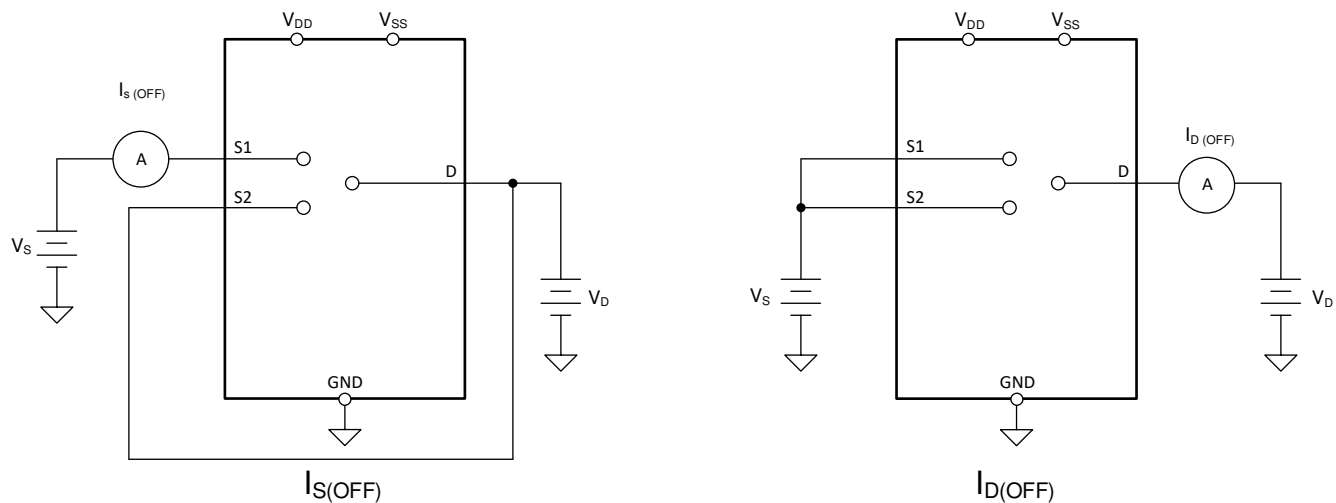 VDD
VSS
Is (OFF)
A
S1
S2
D
VS
VD
GND
IS(OFF)
VDD
VSS
ID (OFF)
S1
S2
D
A
VS
VD
GND
ID(OFF)